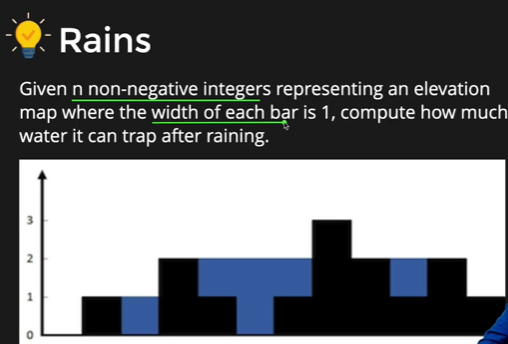 Rains
Given n non-negative integers representing an elevation
map where the width of each bar is 1, compute how much
water it can trap after raining.
3
2
1
0